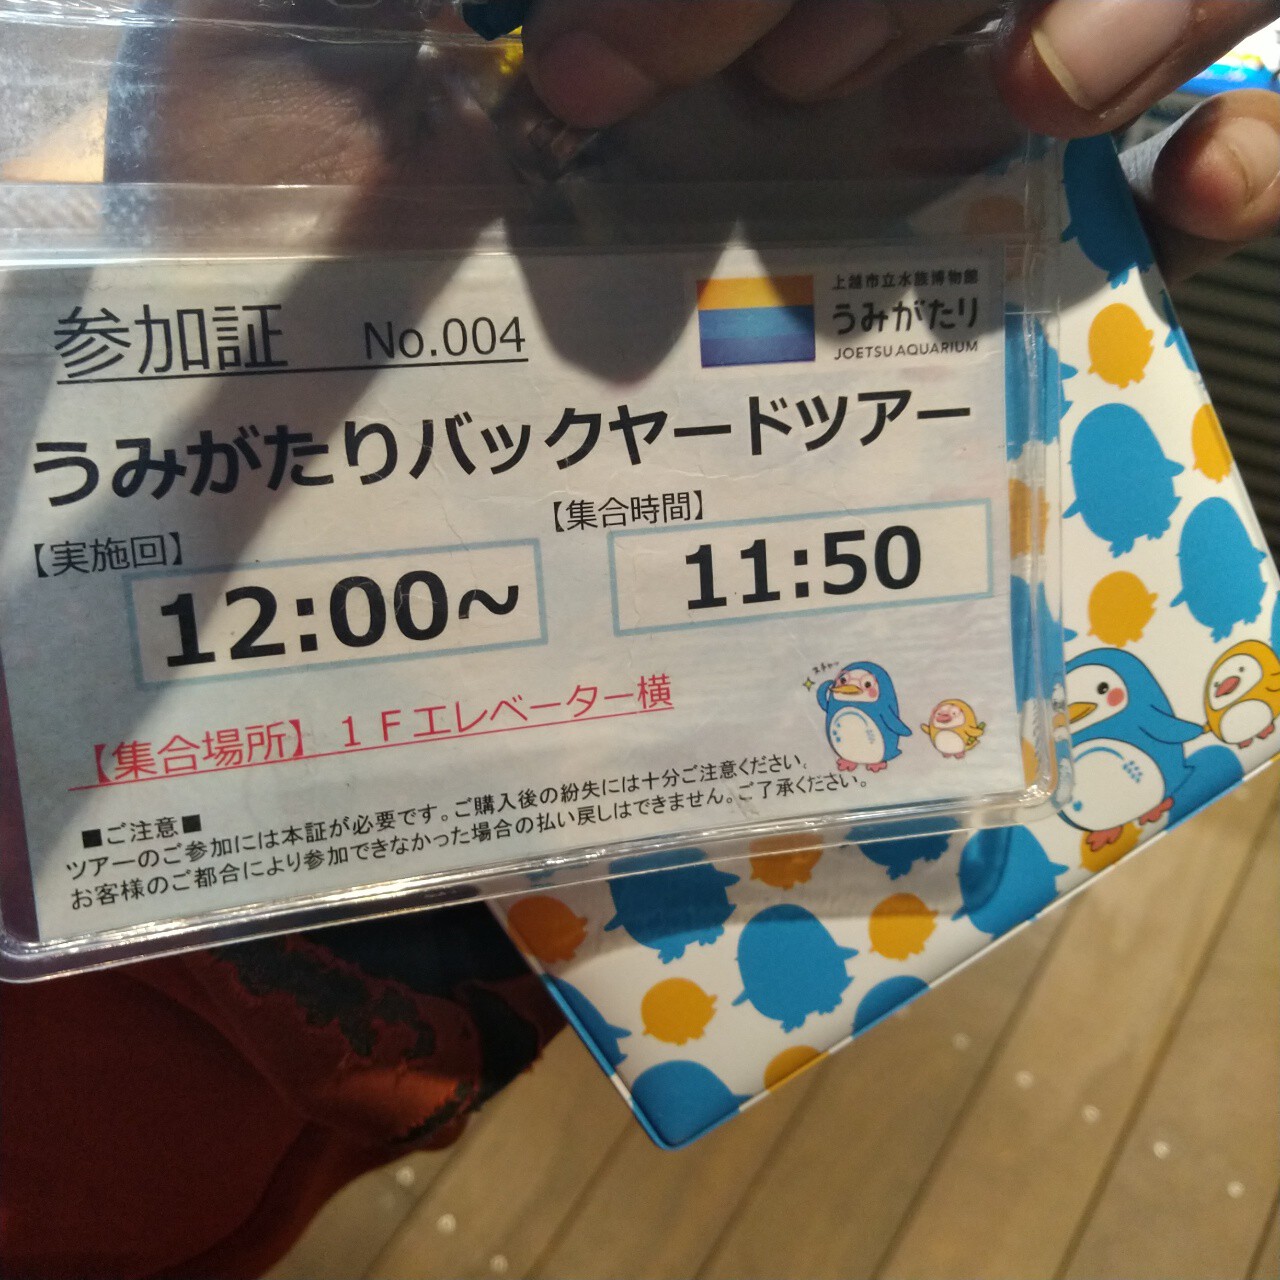 上越市立水族博物館
うみがたり
JOETSU AQUARIUM
参加証 No.004
うみがたりバックヤードツアー
【実施回】
【集合時間】
12:00~
11:50
【集合場所】１Ｆエレベーター横
スチャッ
■ご注意■
ツアーのご参加には本証が必要です。ご購入後の紛失には十分ご注意ください。
お客様のご都合により参加できなかった場合の払い戻しはできません。ご了承ください。